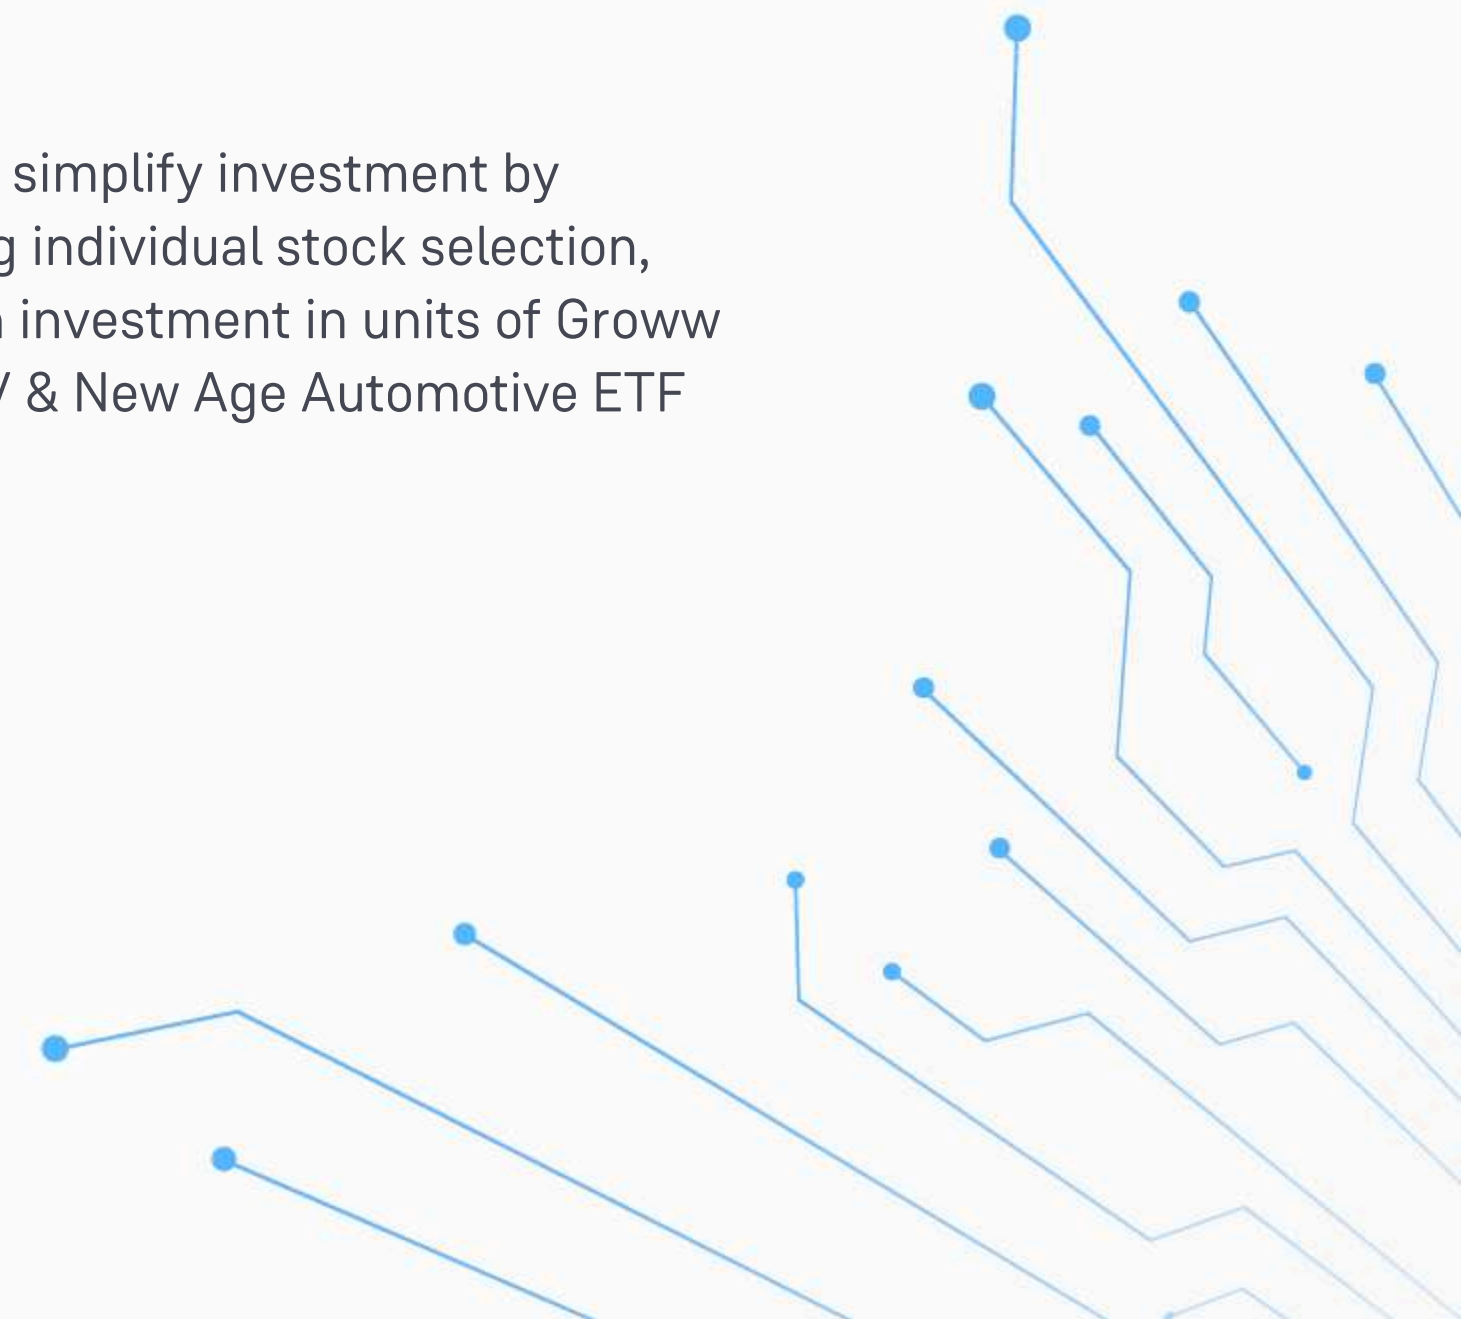 simplify investment by
individual stock selection,
investment in units of Groww
& New Age Automotive ETF